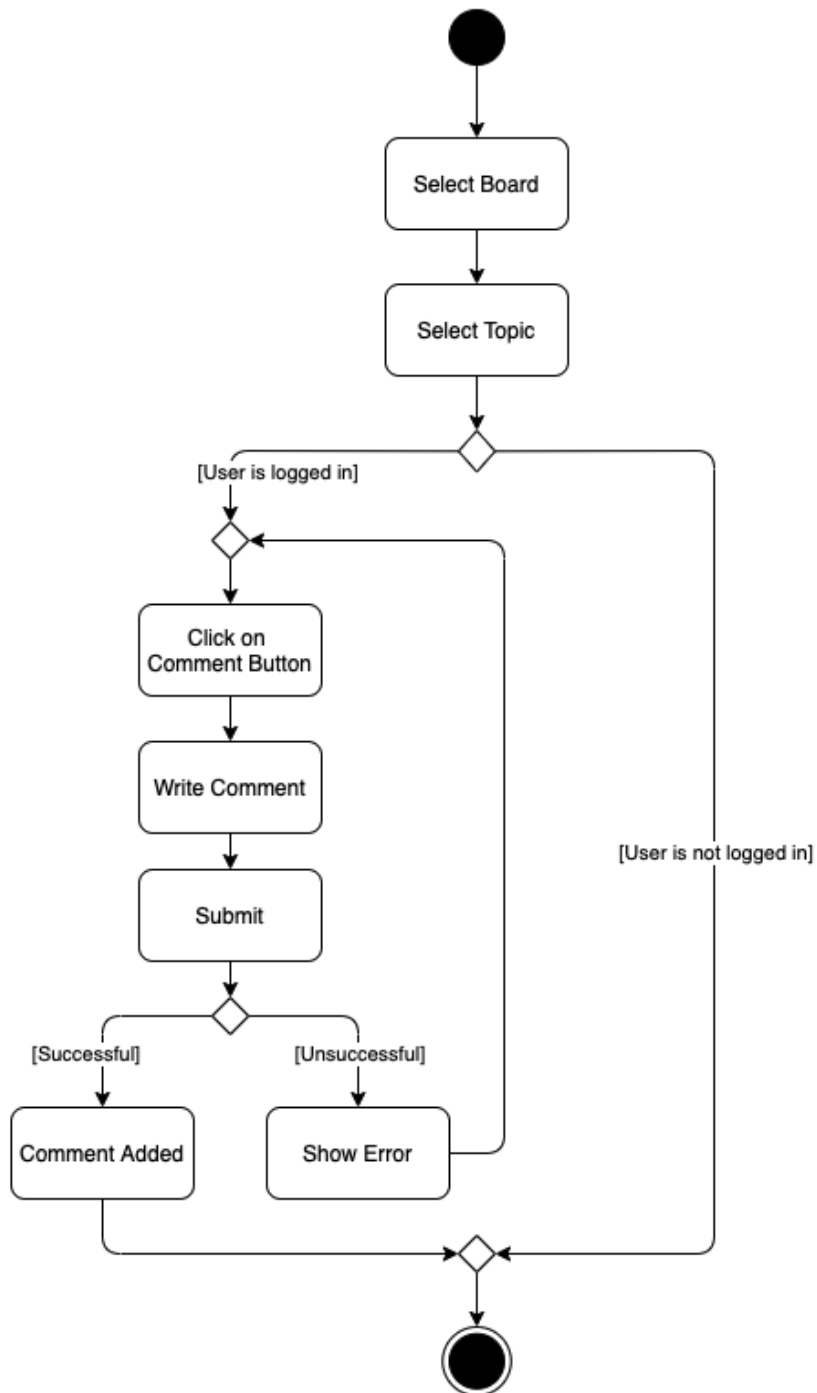 Select Board
Select Topic
[User is logged in]
Click on
Comment Button
Write Comment
[User is not logged in]
Submit
[Successful]
[Unsuccessful]
Comment Added
Show Error